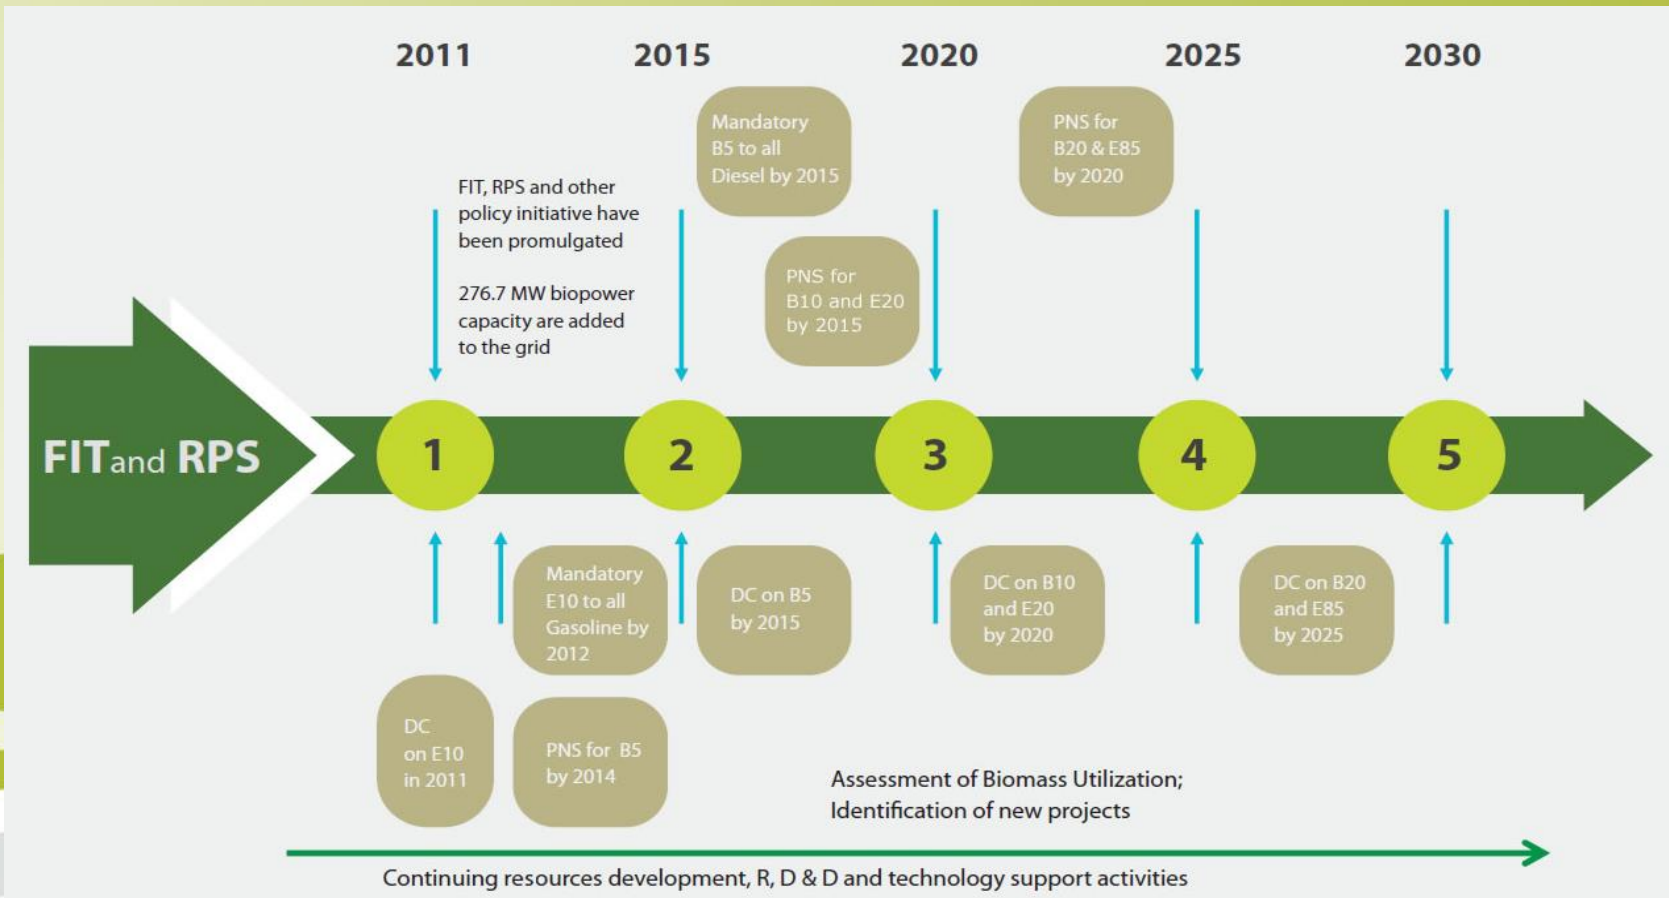 2011
2015
2020
2025
2030
Mandatory
B5 to all
Diesel by 2015
PNS for
B20 & E85
by 2020
FIT, RPS and other
policy initiative have
been promulgated
276.7 MW biopower
capacity are added
to the grid
PNS for
B10 and E20
by 2015
FIT and RPS
1
2
3
4
5
Mandatory
E10 to all
Gasoline by
2012
DC on B5
by 2015
DC on B10
and E20
by 2020
DC on B20
and E85
by 2025
DC
on E10
in 2011
PNS for B5
by 2014
Assessment of Biomass Utilization;
Identification of new projects
Continuing resources development, R, D & D and technology support activities